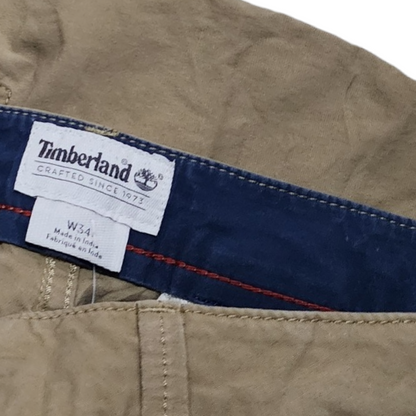 Timberland®
CRAFTED SINCE 1973
W34
Made in India
Fabriqué en Inde